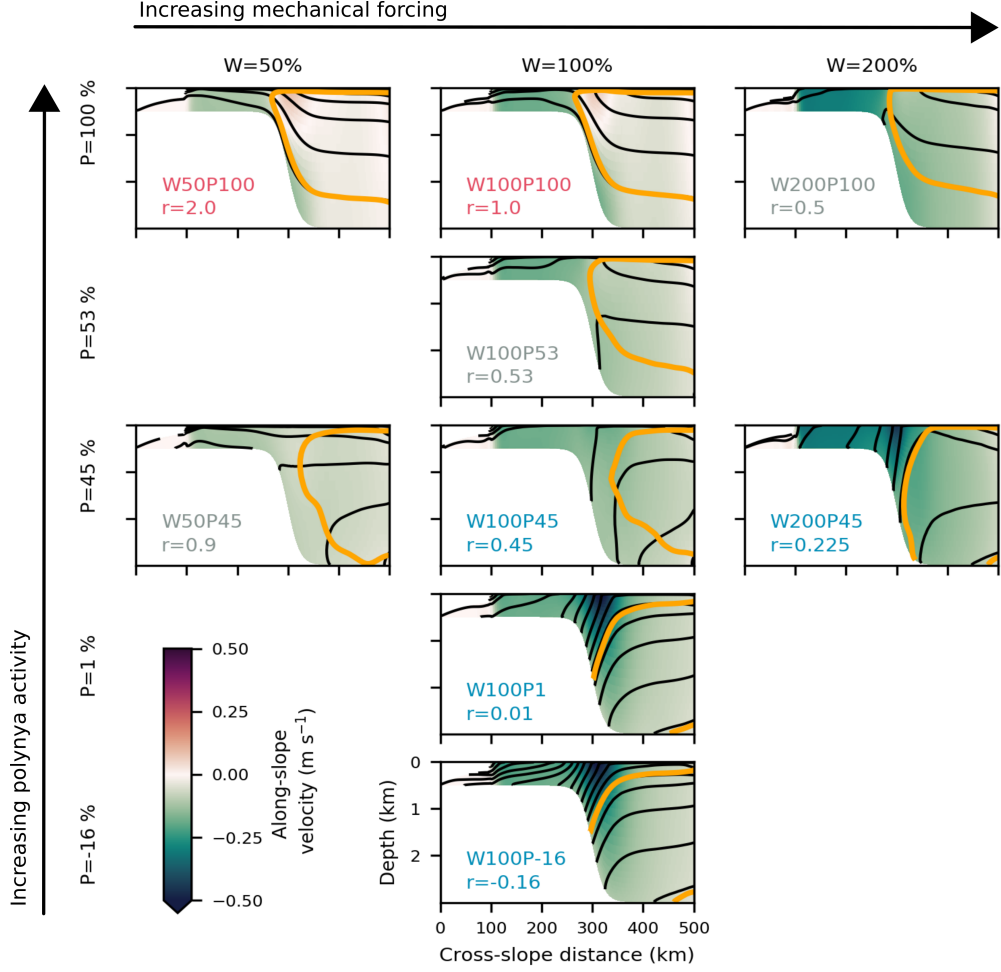 Increasing mechanical forcing
W=50%
W=100%
W=200%
P=100 %
W50P100
r=2.0
W100P100
r=1.0
W200P100
r=0.5
P=53 %
W100P53
r=0.53
P=45 %
W50P45
r=0.9
W100P45
r=0.45
W200P45
r=0.225
P=1 %
W100P1
r=0.01
P=-16 %
W100P-16
r=-0.16
Increasing polynya activity
0.50
0.25
0.00
−0.25
−0.50
Along-slope
velocity (m s⁻¹)
0
1
2
Depth (km)
0 100 200 300 400 500
Cross-slope distance (km)